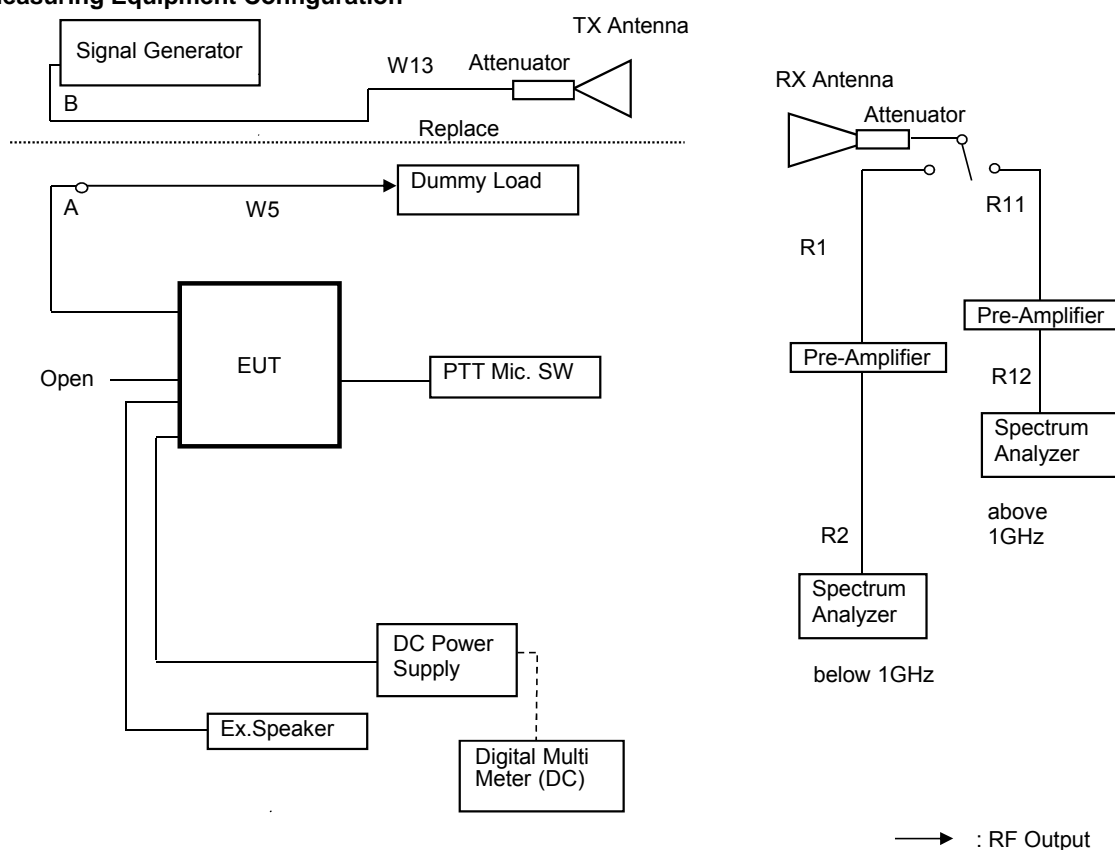 Measuring Equipment Configuration
TX Antenna
Signal Generator
W13
Attenuator
B
Replace
RX Antenna
Attenuator
Dummy Load
A
W5
R11
R1
Pre-Amplifier
EUT
Pre-Amplifier
Open
PTT Mic. SW
R12
Spectrum
Analyzer
above
1GHz
R2
Spectrum
Analyzer
below 1GHz
DC Power
Supply
Ex.Speaker
Digital Multi
Meter (DC)
: RF Output